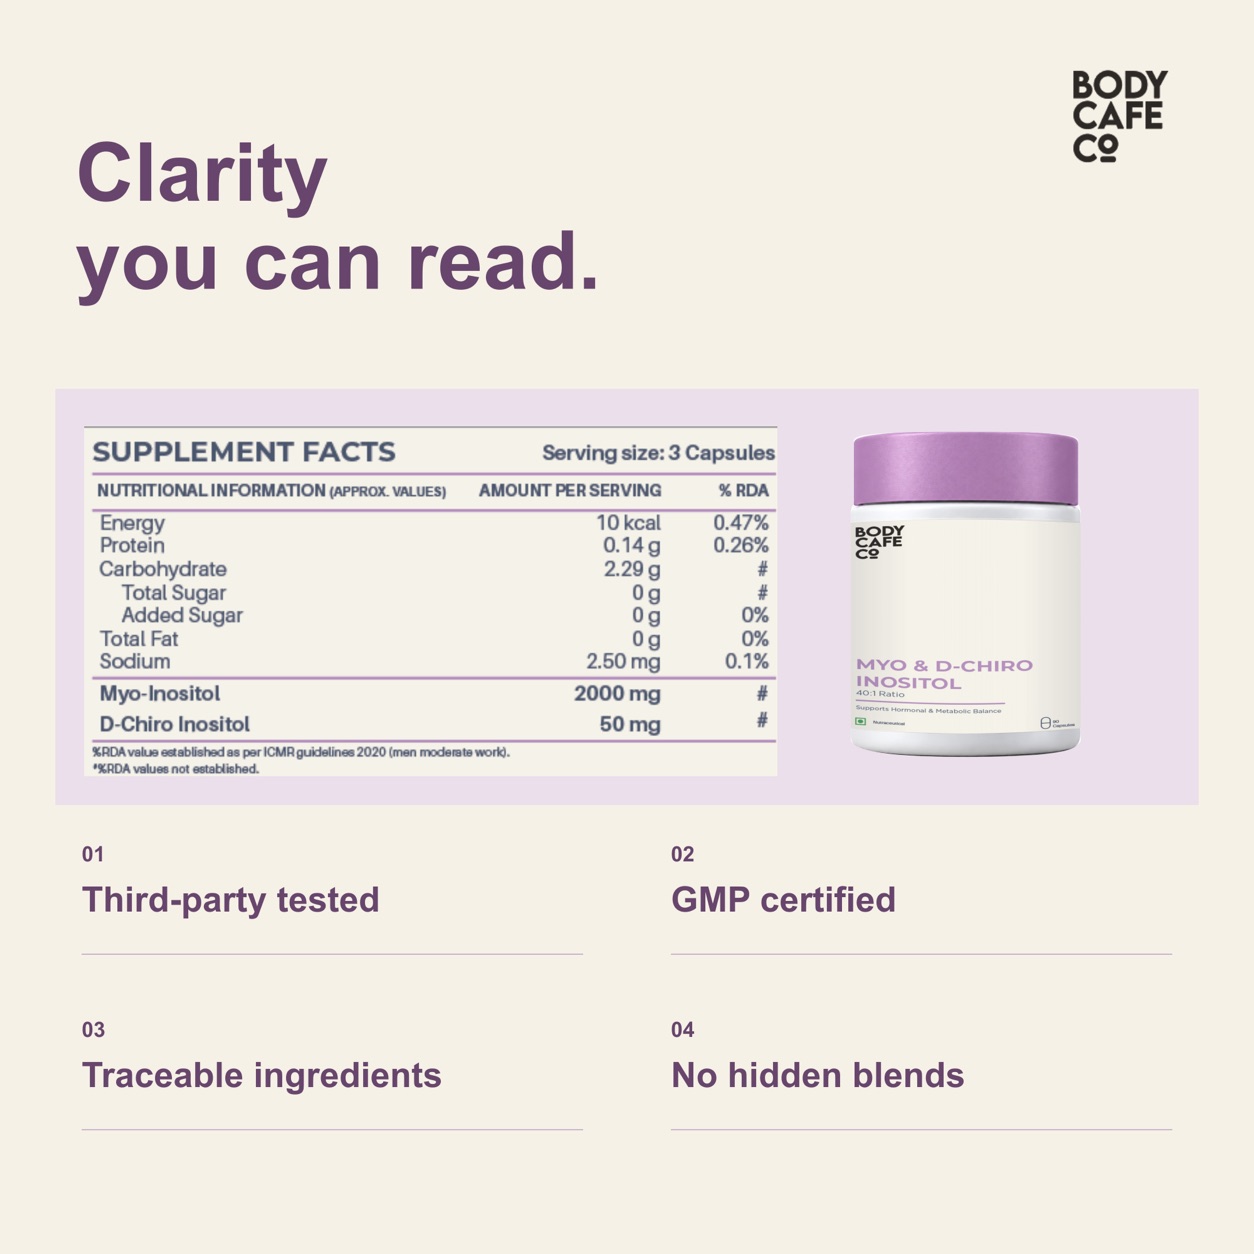 BODY
CAFE
Co
Clarity
you can read.
SUPPLEMENT FACTS
Serving size: 3 Capsules
NUTRITIONAL INFORMATION (APPROX. VALUES) AMOUNT PER SERVING % RDA
Energy 10 kcal 0.47%
Protein 0.14 g 0.26%
Carbohydrate 2.29 g #
Total Sugar 0 g #
Added Sugar 0 g 0%
Total Fat 0 g 0%
Sodium 2.50 mg 0.1%
Myo-Inositol 2000 mg #
D-Chiro Inositol 50 mg #
%RDA value established as per ICMR guidelines 2020 (men moderate work).
#%RDA values not established.
BODY
CAFE
Co
MYO & D-CHIRO
INOSITOL
40:1 Ratio
Supports Hormonal & Metabolic Balance
Nutraceutical
90
Capsules
01
Third-party tested
02
GMP certified
03
Traceable ingredients
04
No hidden blends